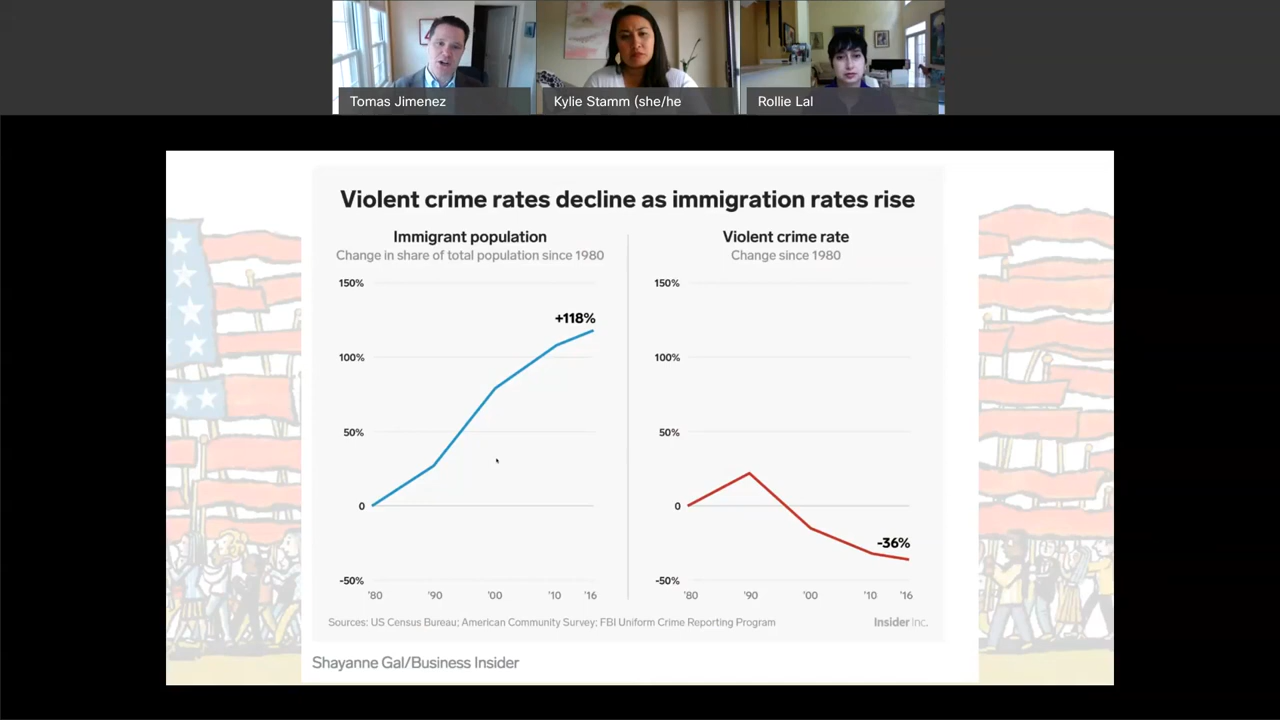 Tomas Jimenez
Kylie Stamm (she/he
Rollie Lal
Violent crime rates decline as immigration rates rise
Immigrant population
Change in share of total population since 1980
150%
100%
50%
0
-50%
+118%
'80 '90 '00 '10 '16
Violent crime rate
Change since 1980
150%
100%
50%
0
-50%
-36%
'80 '90 '00 '10 '16
Sources: US Census Bureau; American Community Survey; FBI Uniform Crime Reporting Program
Insider Inc.
Shayanne Gal/Business Insider